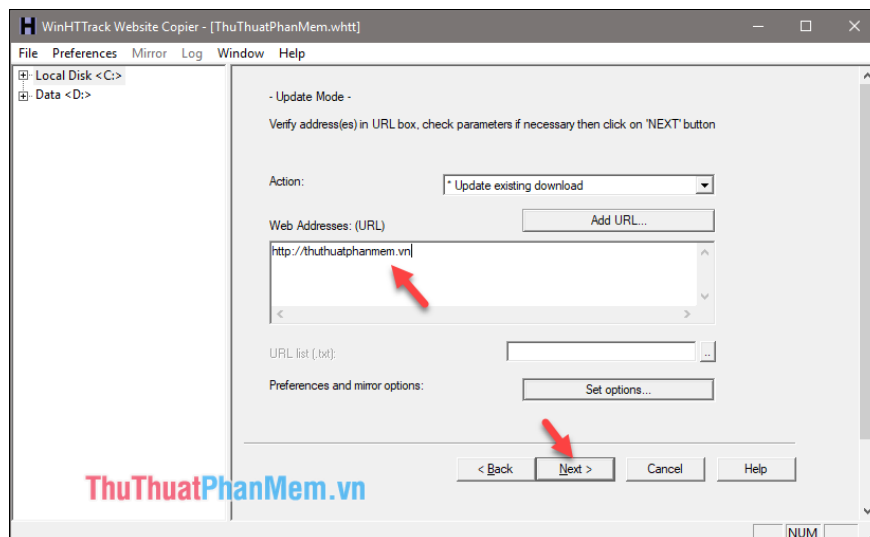 WinHTTrack Website Copier - [ThuThuatPhanMem.whtt]
File Preferences Mirror Log Window Help
Local Disk <C:>
Data <D:>
- Update Mode -
Verify address(es) in URL box, check parameters if necessary then click on 'NEXT' button
Action:
* Update existing download
Web Addresses: (URL)
Add URL...
http://thuthuatphanmem.vn
URL list (.txt):
..
Preferences and mirror options:
Set options...
< Back
Next >
Cancel
Help
ThuThuatPhanMem.vn
NUM